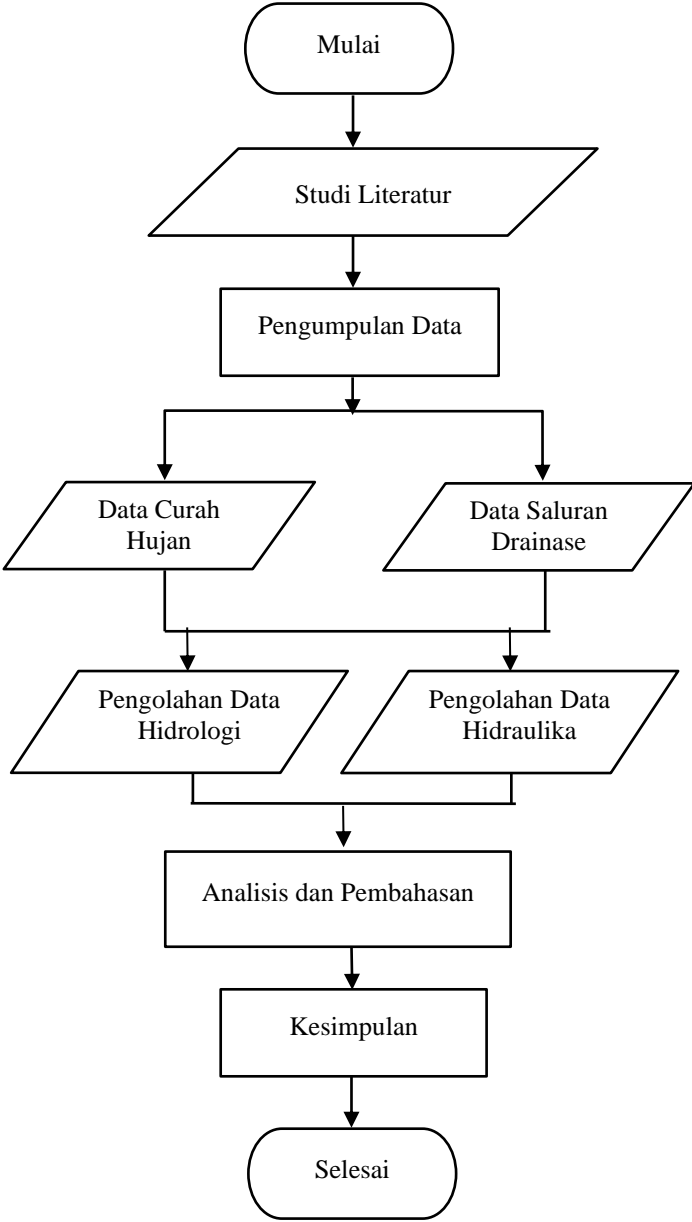 Mulai
Studi Literatur
Pengumpulan Data
Data Curah
Hujan
Data Saluran
Drainase
Pengolahan Data
Hidrologi
Pengolahan Data
Hidraulika
Analisis dan Pembahasan
Kesimpulan
Selesai